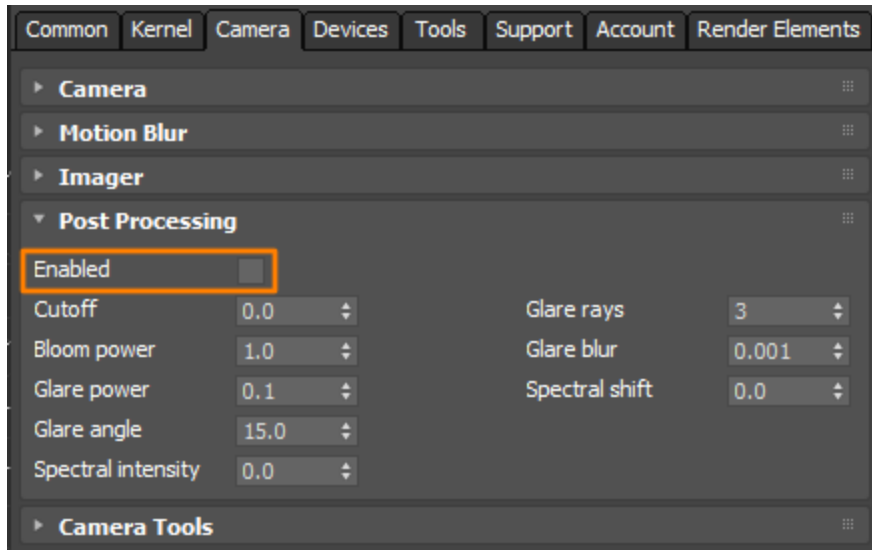 Common Kernel Camera Devices Tools Support Account Render Elements
Camera
Motion Blur
Imager
Post Processing
Enabled
Cutoff 0.0 Glare rays 3
Bloom power 1.0 Glare blur 0.001
Glare power 0.1 Spectral shift 0.0
Glare angle 15.0
Spectral intensity 0.0
Camera Tools